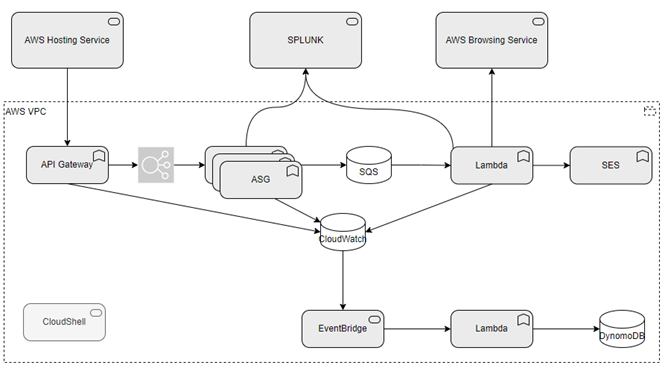 AWS Hosting Service
SPLUNK
AWS Browsing Service
AWS VPC
API Gateway
ASG
SQS
Lambda
SES
CloudWatch
CloudShell
EventBridge
Lambda
DynomoDB